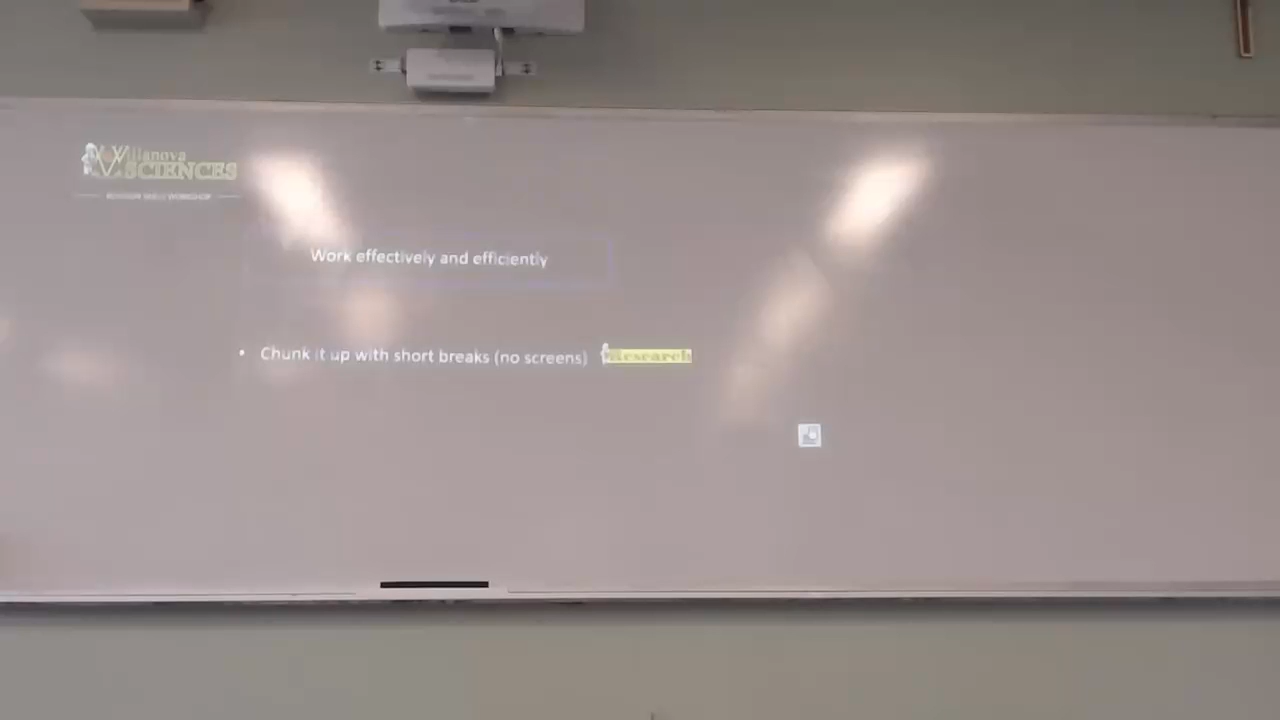 Villanova
SCIENCES
Work effectively and efficiently
• Chunk it up with short breaks (no screens) Research